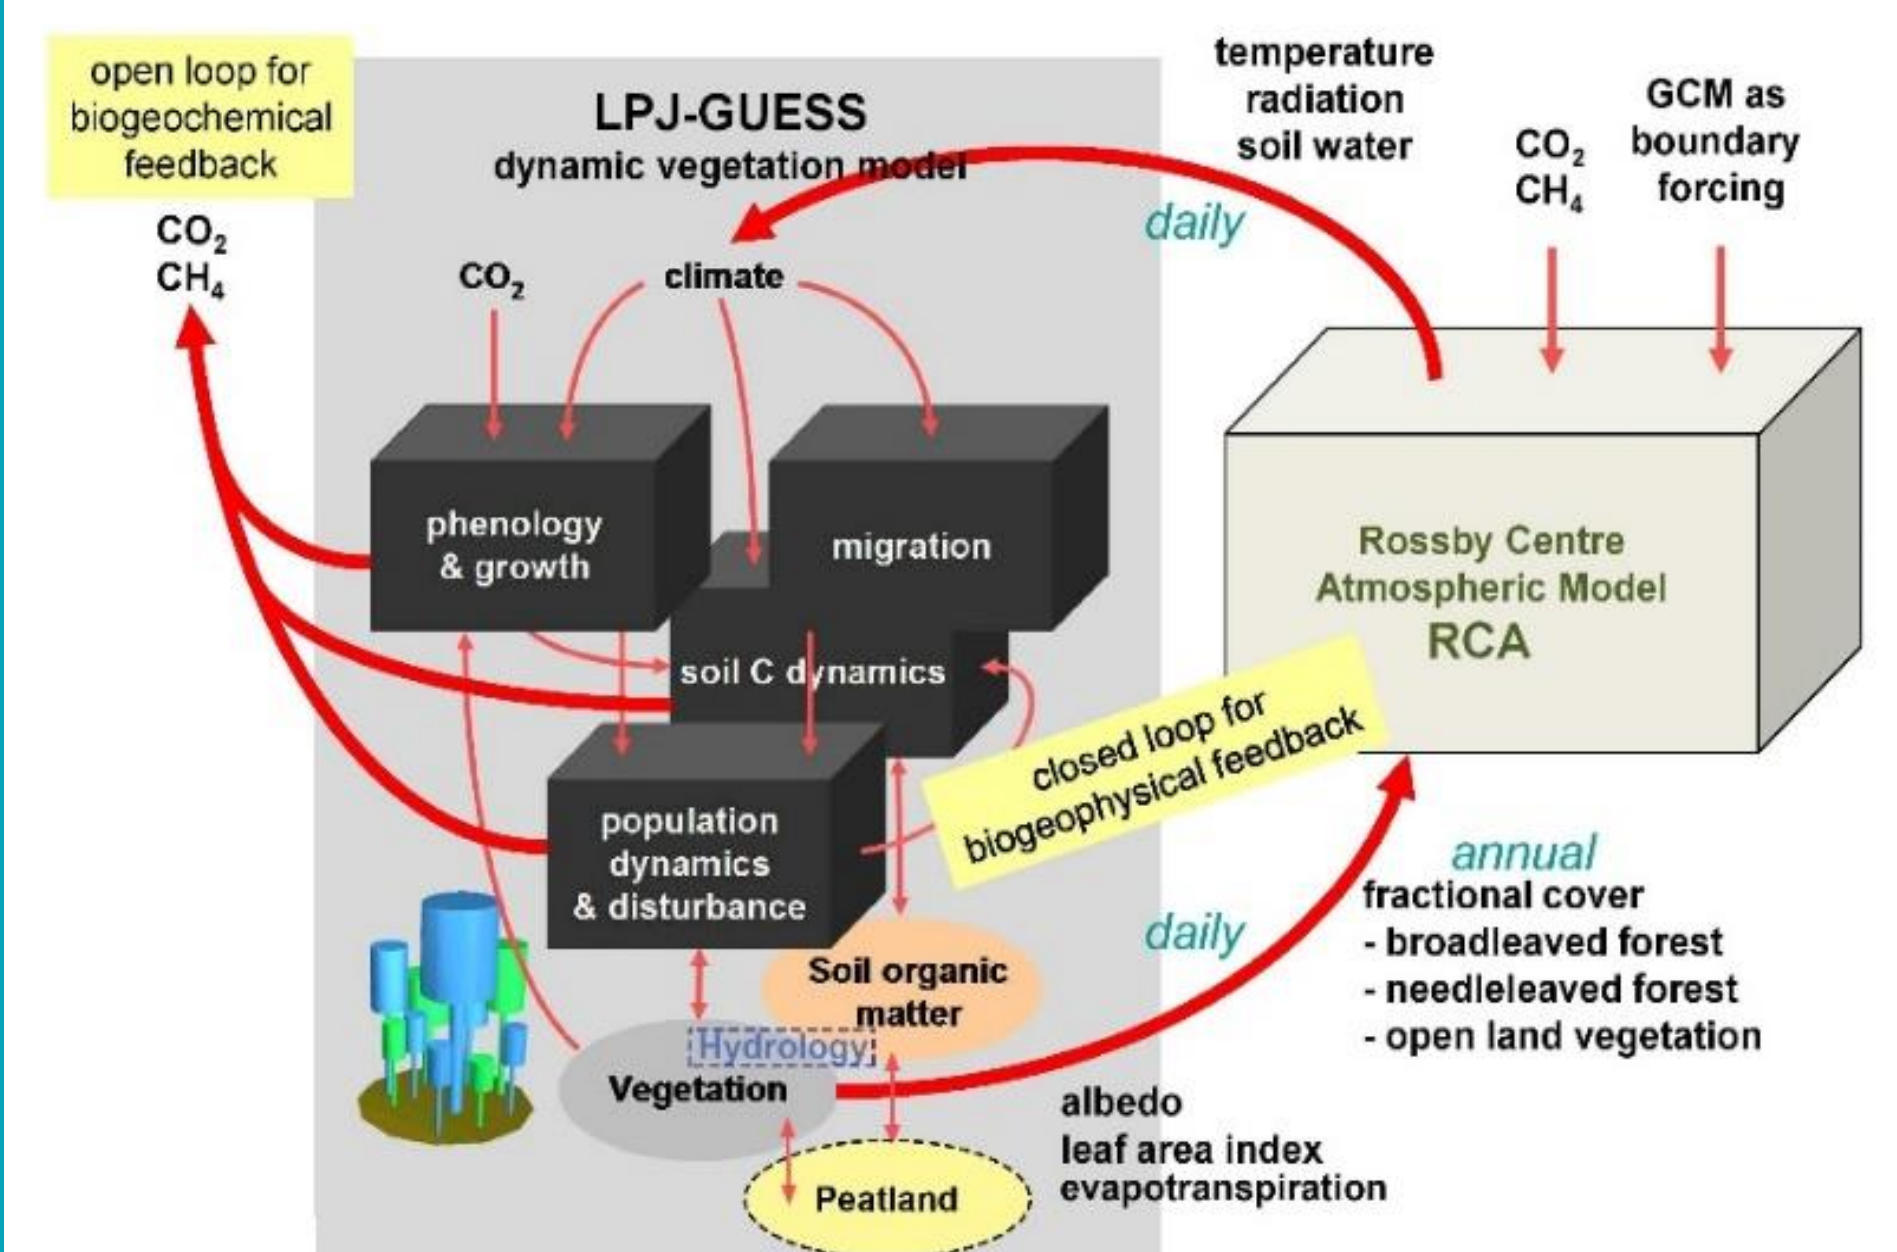 open loop for
biogeochemical
feedback
CO₂
CH₄
LPJ-GUESS
dynamic vegetation model
temperature
radiation
soil water
CO₂
CH₄
GCM as
boundary
forcing
daily
CO₂
climate
phenology
& growth
migration
soil C dynamics
Rossby Centre
Atmospheric Model
RCA
closed loop for
biogeophysical feedback
population
dynamics
& disturbance
annual
fractional cover
- broadleaved forest
- needleleaved forest
- open land vegetation
daily
Soil organic
matter
Hydrology
Vegetation
albedo
leaf area index
evapotranspiration
Peatland